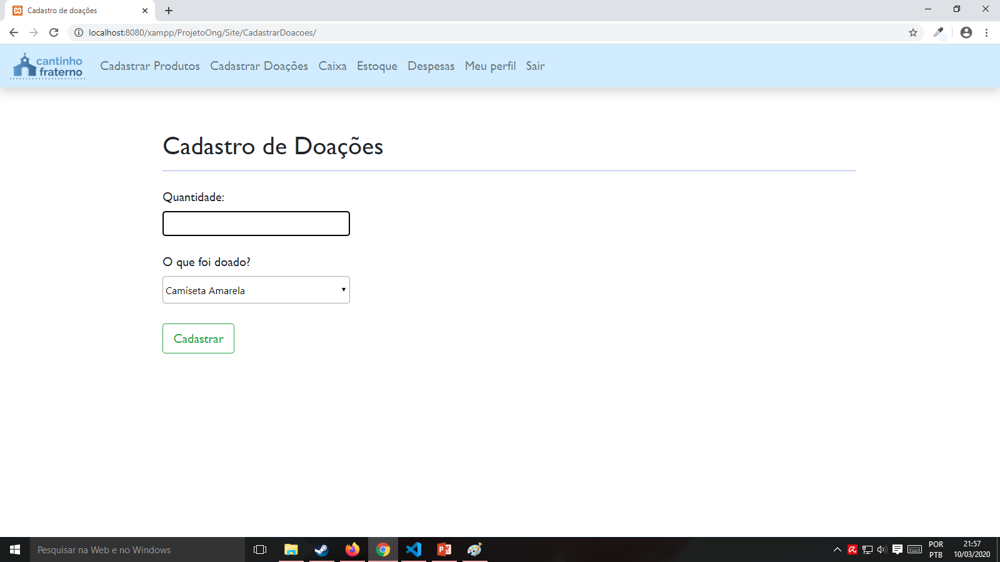 Cadastro de doações
localhost:8080/xampp/ProjetoOng/Site/CadastrarDoacoes/
cantinho
fraterno
Cadastrar Produtos Cadastrar Doações Caixa Estoque Despesas Meu perfil Sair
Cadastro de Doações
Quantidade:
O que foi doado?
Camiseta Amarela
Cadastrar
Pesquisar na Web e no Windows
POR
PTB
21:57
10/03/2020